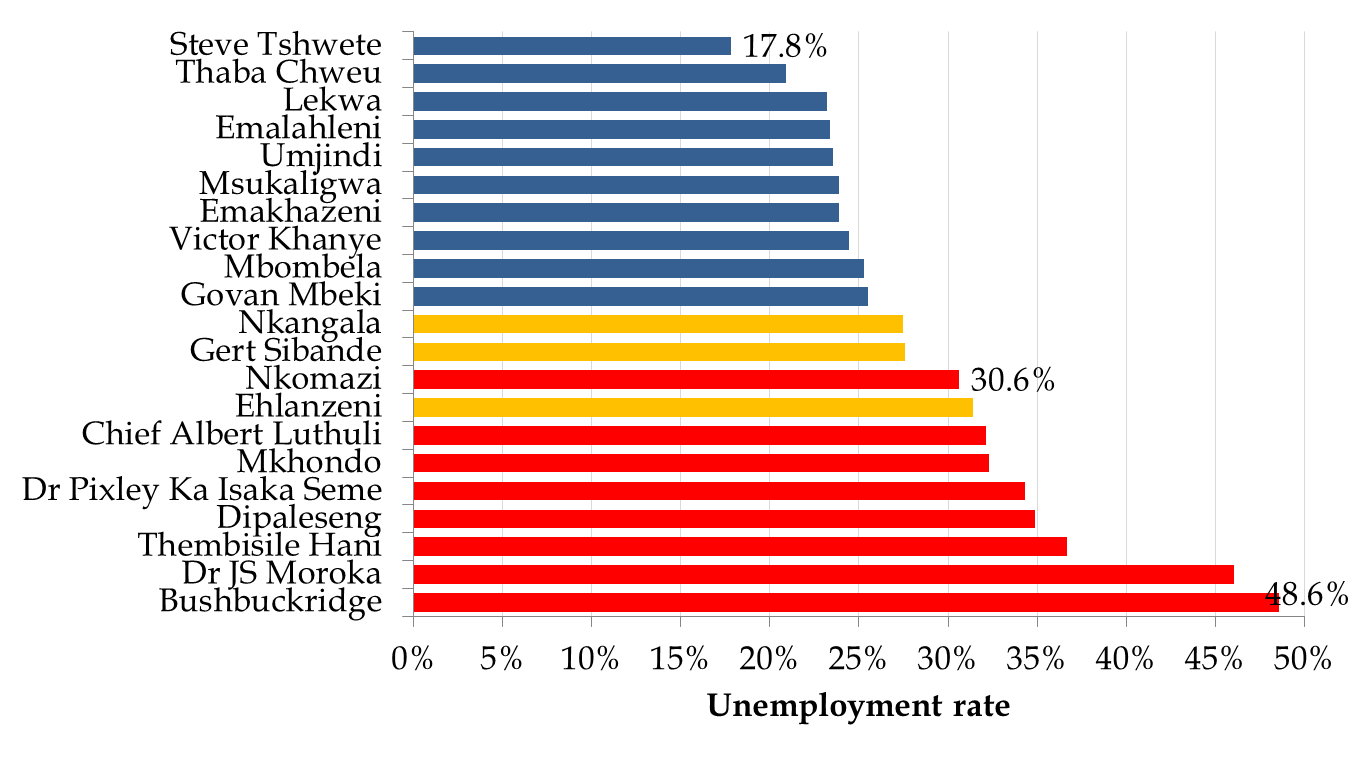 Steve Tshwete 17.8%
Thaba Chweu
Lekwa
Emalahleni
Umjindi
Msukaligwa
Emakhazeni
Victor Khanye
Mbombela
Govan Mbeki
Nkangala
Gert Sibande
Nkomazi 30.6%
Ehlanzeni
Chief Albert Luthuli
Mkhondo
Dr Pixley Ka Isaka Seme
Dipaleseng
Thembisile Hani
Dr JS Moroka
Bushbuckridge 48.6%
0% 5% 10% 15% 20% 25% 30% 35% 40% 45% 50%
Unemployment rate